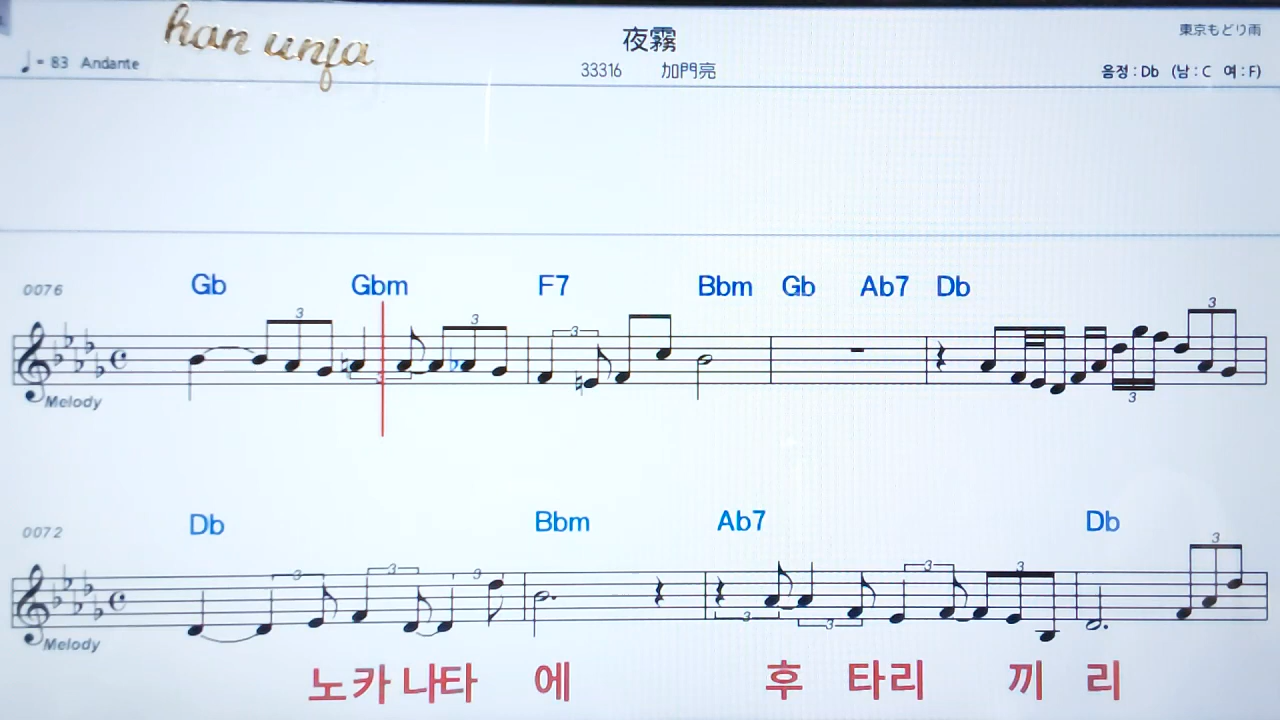 han unja
夜霧
東京もどり雨
♩= 83 Andante
33316 加門亮
음정 : Db (남 : C 여 : F)
0076
Gb Gbm F7 Bbm Gb Ab7 Db
3 3 3 3 3 3
Melody
0072
Db Bbm Ab7 Db
3 3 3 3 3 3 3 3
Melody
노카 나타 에 후 타리 끼 리